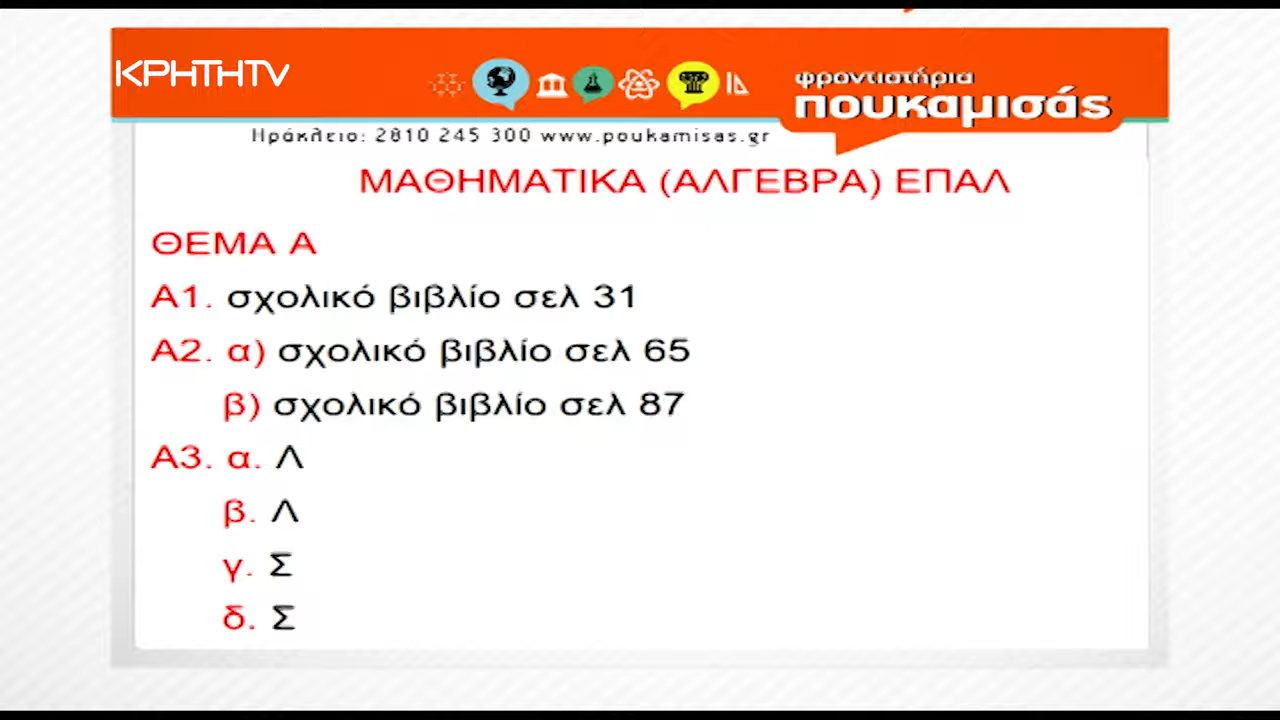 ΚΡΗΤΗTV
φροντιστήρια
πουκαμισάς
Ηράκλειο: 2810 245 300 www.poukamisas.gr
ΜΑΘΗΜΑΤΙΚΑ (ΑΛΓΕΒΡΑ) ΕΠΑΛ
ΘΕΜΑ Α
Α1. σχολικό βιβλίο σελ 31
Α2. α) σχολικό βιβλίο σελ 65
β) σχολικό βιβλίο σελ 87
Α3. α. Λ
β. Λ
γ. Σ
δ. Σ